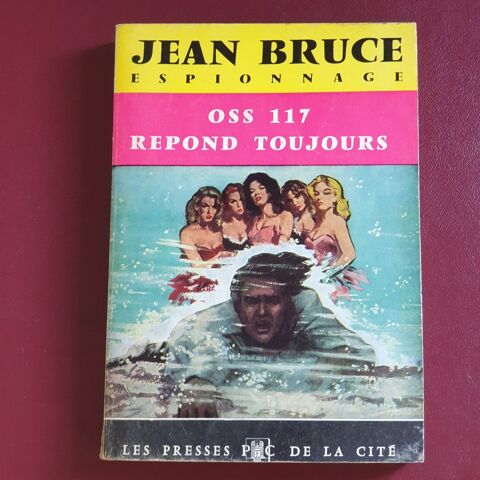 JEAN BRUCE
ESPIONNAGE
OSS 117
REPOND TOUJOURS
LES PRESSES P C DE LA CITÉ